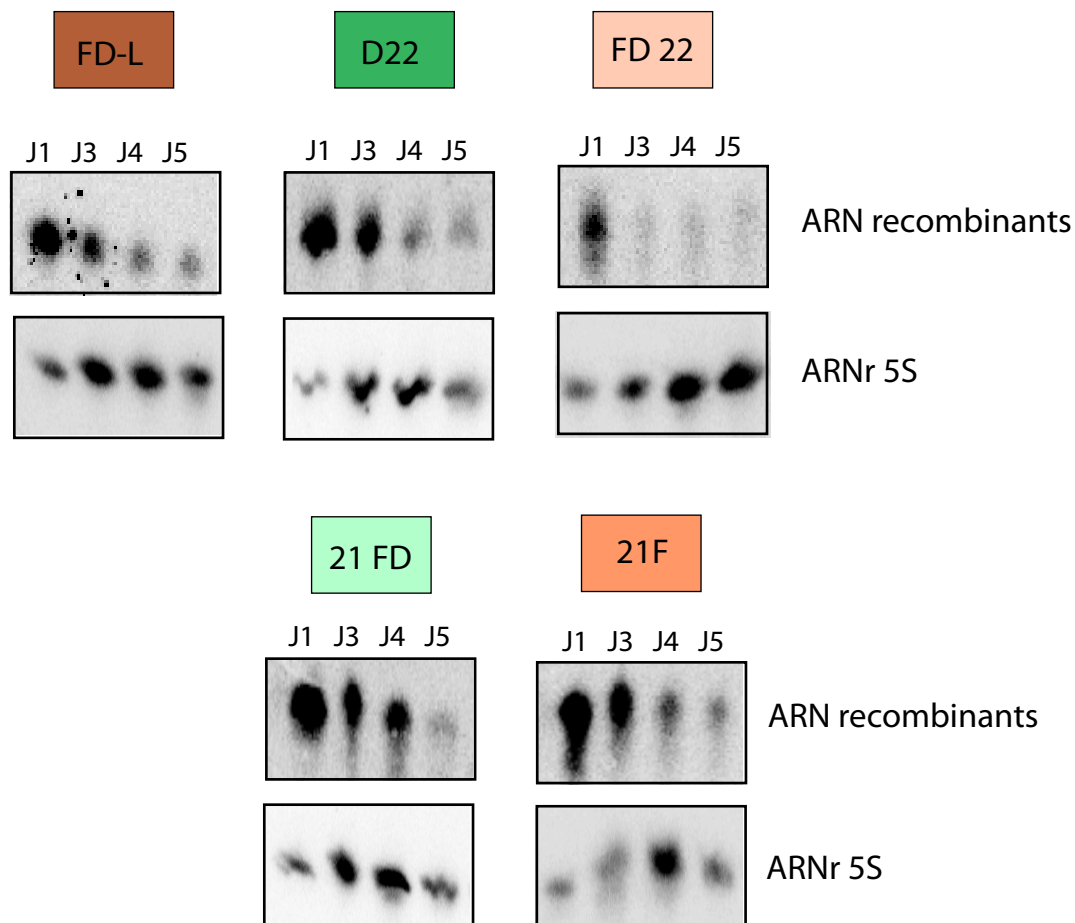 FD-L D22 FD 22
J1 J3 J4 J5 J1 J3 J4 J5 J1 J3 J4 J5
ARN recombinants
ARNr 5S
21 FD 21F
J1 J3 J4 J5 J1 J3 J4 J5
ARN recombinants
ARNr 5S